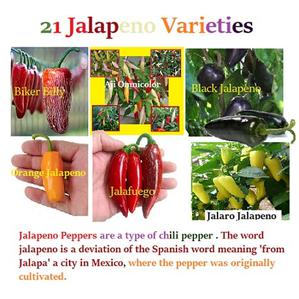 21 Jalapeno Varieties
Biker Billy
Aji Omnicolor
Black Jalapeno
Orange Jalapeno
Jalafuego
Jalaro Jalapeno
Jalapeno Peppers are a type of chili pepper . The word
jalapeno is a deviation of the Spanish word meaning 'from
Jalapa' a city in Mexico, where the pepper was originally
cultivated.